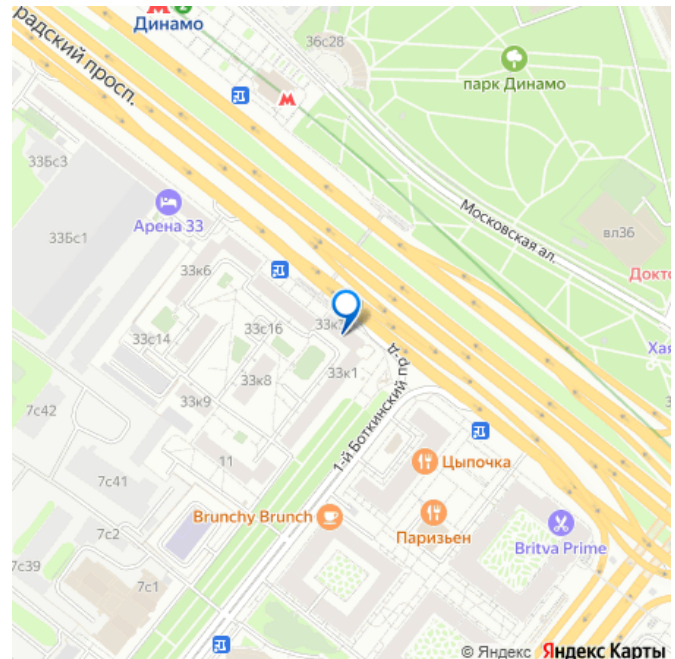 Динамо
36с28
радский просп.
парк Динамо
33Бс3
Московская ал.
вл36
Арена 33
33Бс1
Докто
33к6
33с16
33к
Хая
33с14
33к1
1-й Боткинский пр-д
33к8
33к9
7с42
11
Цыпочка
7с41
Brunchy Brunch
Паризьен
Britva Prime
7с2
7с39
7с1
© Яндекс Яндекс Карты